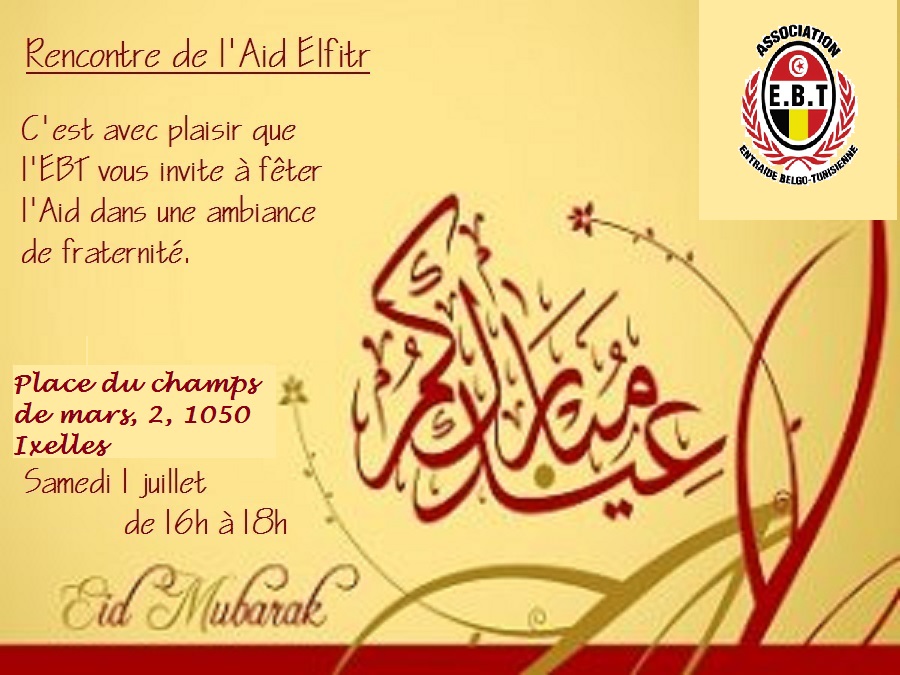 Rencontre de l'Aid Elfitr
ASSOCIATION
E.B.T
ENTRAIDE BELGO-TUNISIENNE
C'est avec plaisir que
l'EBT vous invite à fêter
l'Aid dans une ambiance
de fraternité.
عيدكم مبارك
Place du champs
de mars, 2, 1050
Ixelles
Samedi 1 juillet
de 16h à 18h
Eid Mubarak